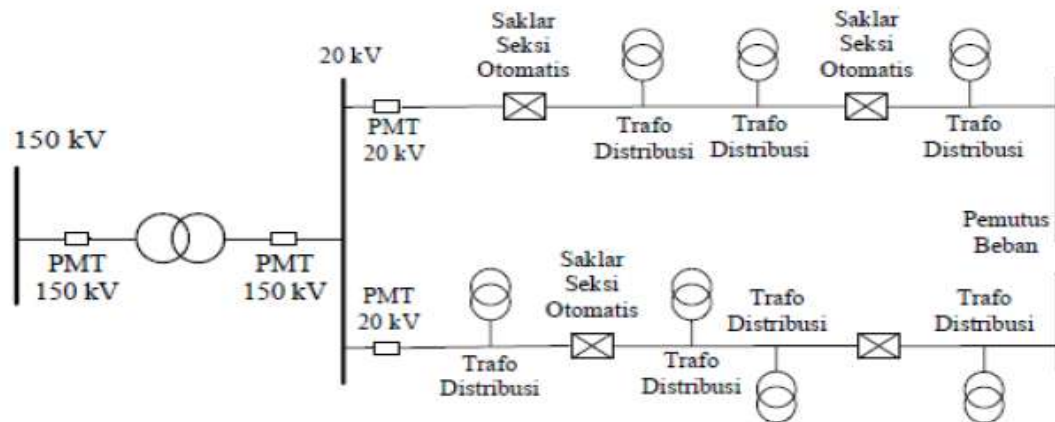 Saklar
Seksi
Otomatis
Saklar
Seksi
Otomatis
20 kV
PMT
20 kV
Trafo
Distribusi
Trafo
Distribusi
Trafo
Distribusi
150 kV
PMT
150 kV
PMT
150 kV
Pemutus
Beban
PMT
20 kV
Saklar
Seksi
Otomatis
Trafo
Distribusi
Trafo
Distribusi
Trafo
Distribusi
Trafo
Distribusi